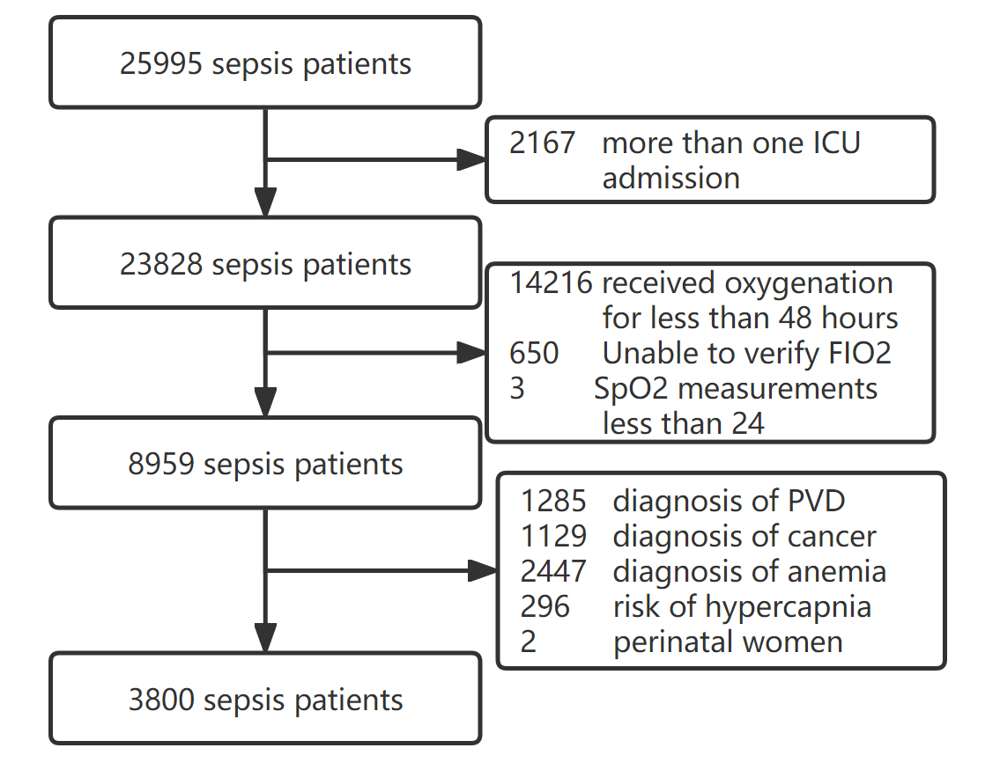 25995 sepsis patients
2167 more than one ICU
admission
23828 sepsis patients
14216 received oxygenation
for less than 48 hours
650 Unable to verify FIO2
3 SpO2 measurements
less than 24
8959 sepsis patients
1285 diagnosis of PVD
1129 diagnosis of cancer
2447 diagnosis of anemia
296 risk of hypercapnia
2 perinatal women
3800 sepsis patients